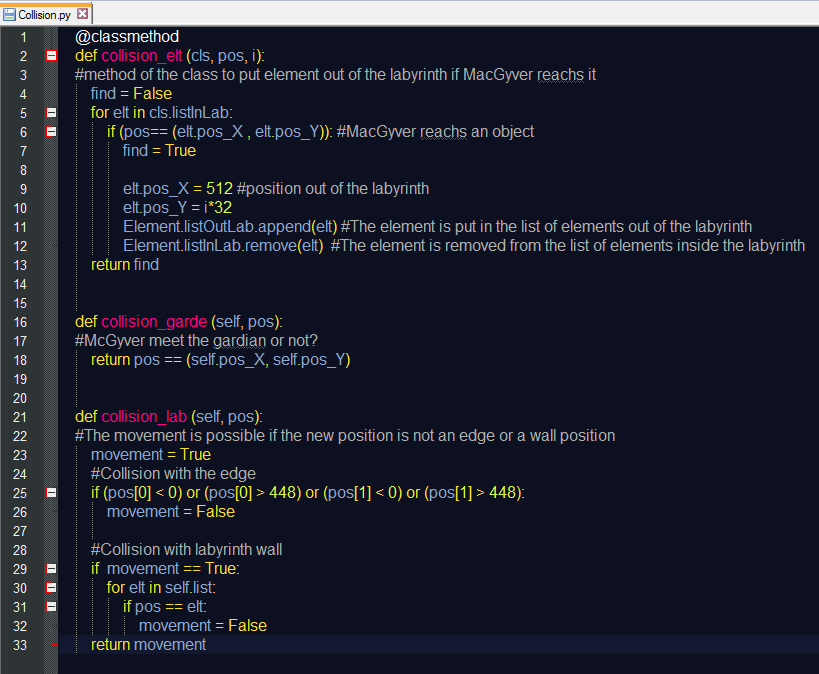 Collision.py
1 @classmethod
2 def collision_elt (cls, pos, i):
3 #method of the class to put element out of the labyrinth if MacGyver reachs it
4 find = False
5 for elt in cls.listInLab:
6 if (pos== (elt.pos_X , elt.pos_Y)): #MacGyver reachs an object
7 find = True
8
9 elt.pos_X = 512 #position out of the labyrinth
10 elt.pos_Y = i*32
11 Element.listOutLab.append(elt) #The element is put in the list of elements out of the labyrinth
12 Element.listInLab.remove(elt)  #The element is removed from the list of elements inside the labyrinth
13 return find
14
15
16 def collision_garde (self, pos):
17 #McGyver meet the gardian or not?
18 return pos == (self.pos_X, self.pos_Y)
19
20
21 def collision_lab (self, pos):
22 #The movement is possible if the new position is not an edge or a wall position
23 movement = True
24 #Collision with the edge
25 if (pos[0] < 0) or (pos[0] > 448) or (pos[1] < 0) or (pos[1] > 448):
26 movement = False
27
28 #Collision with labyrinth wall
29 if  movement == True:
30 for elt in self.list:
31 if pos == elt:
32 movement = False
33 return movement